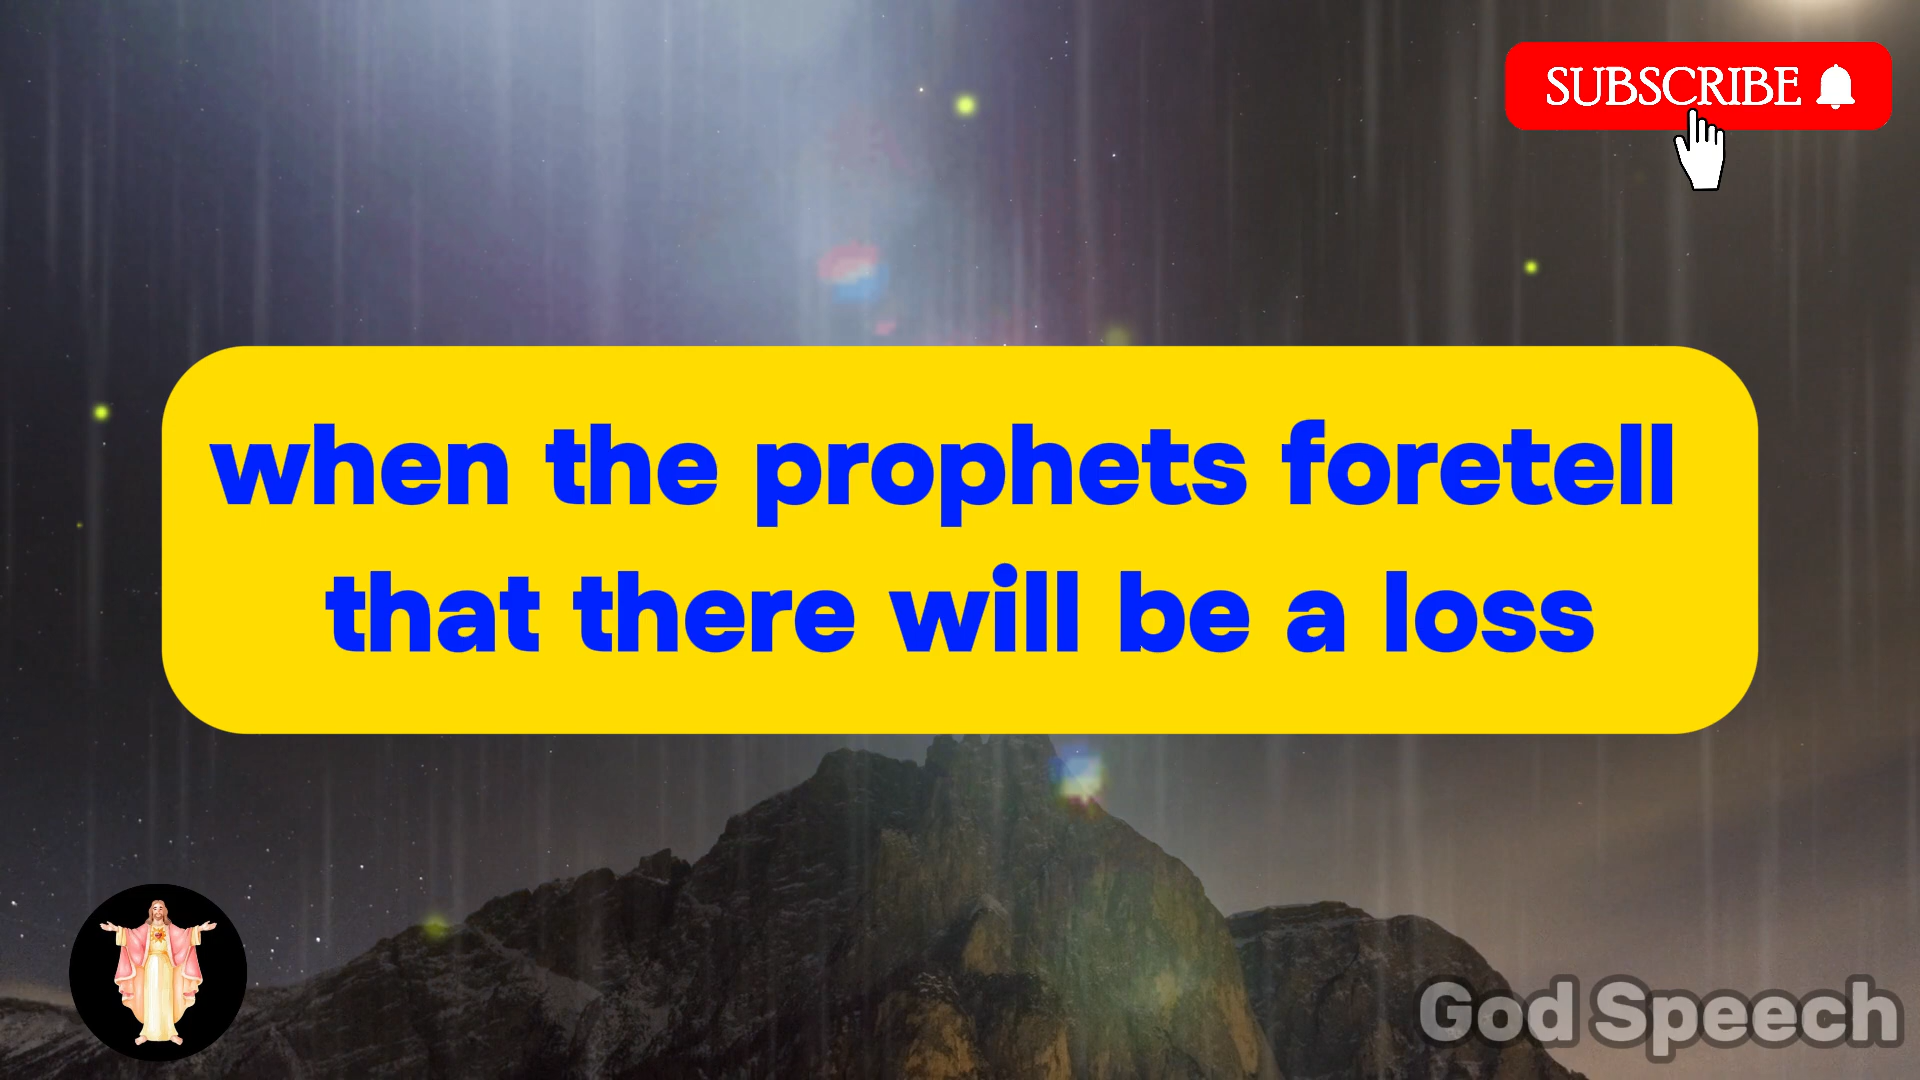 SUBSCRIBE
when the prophets foretell
that there will be a loss
God Speech